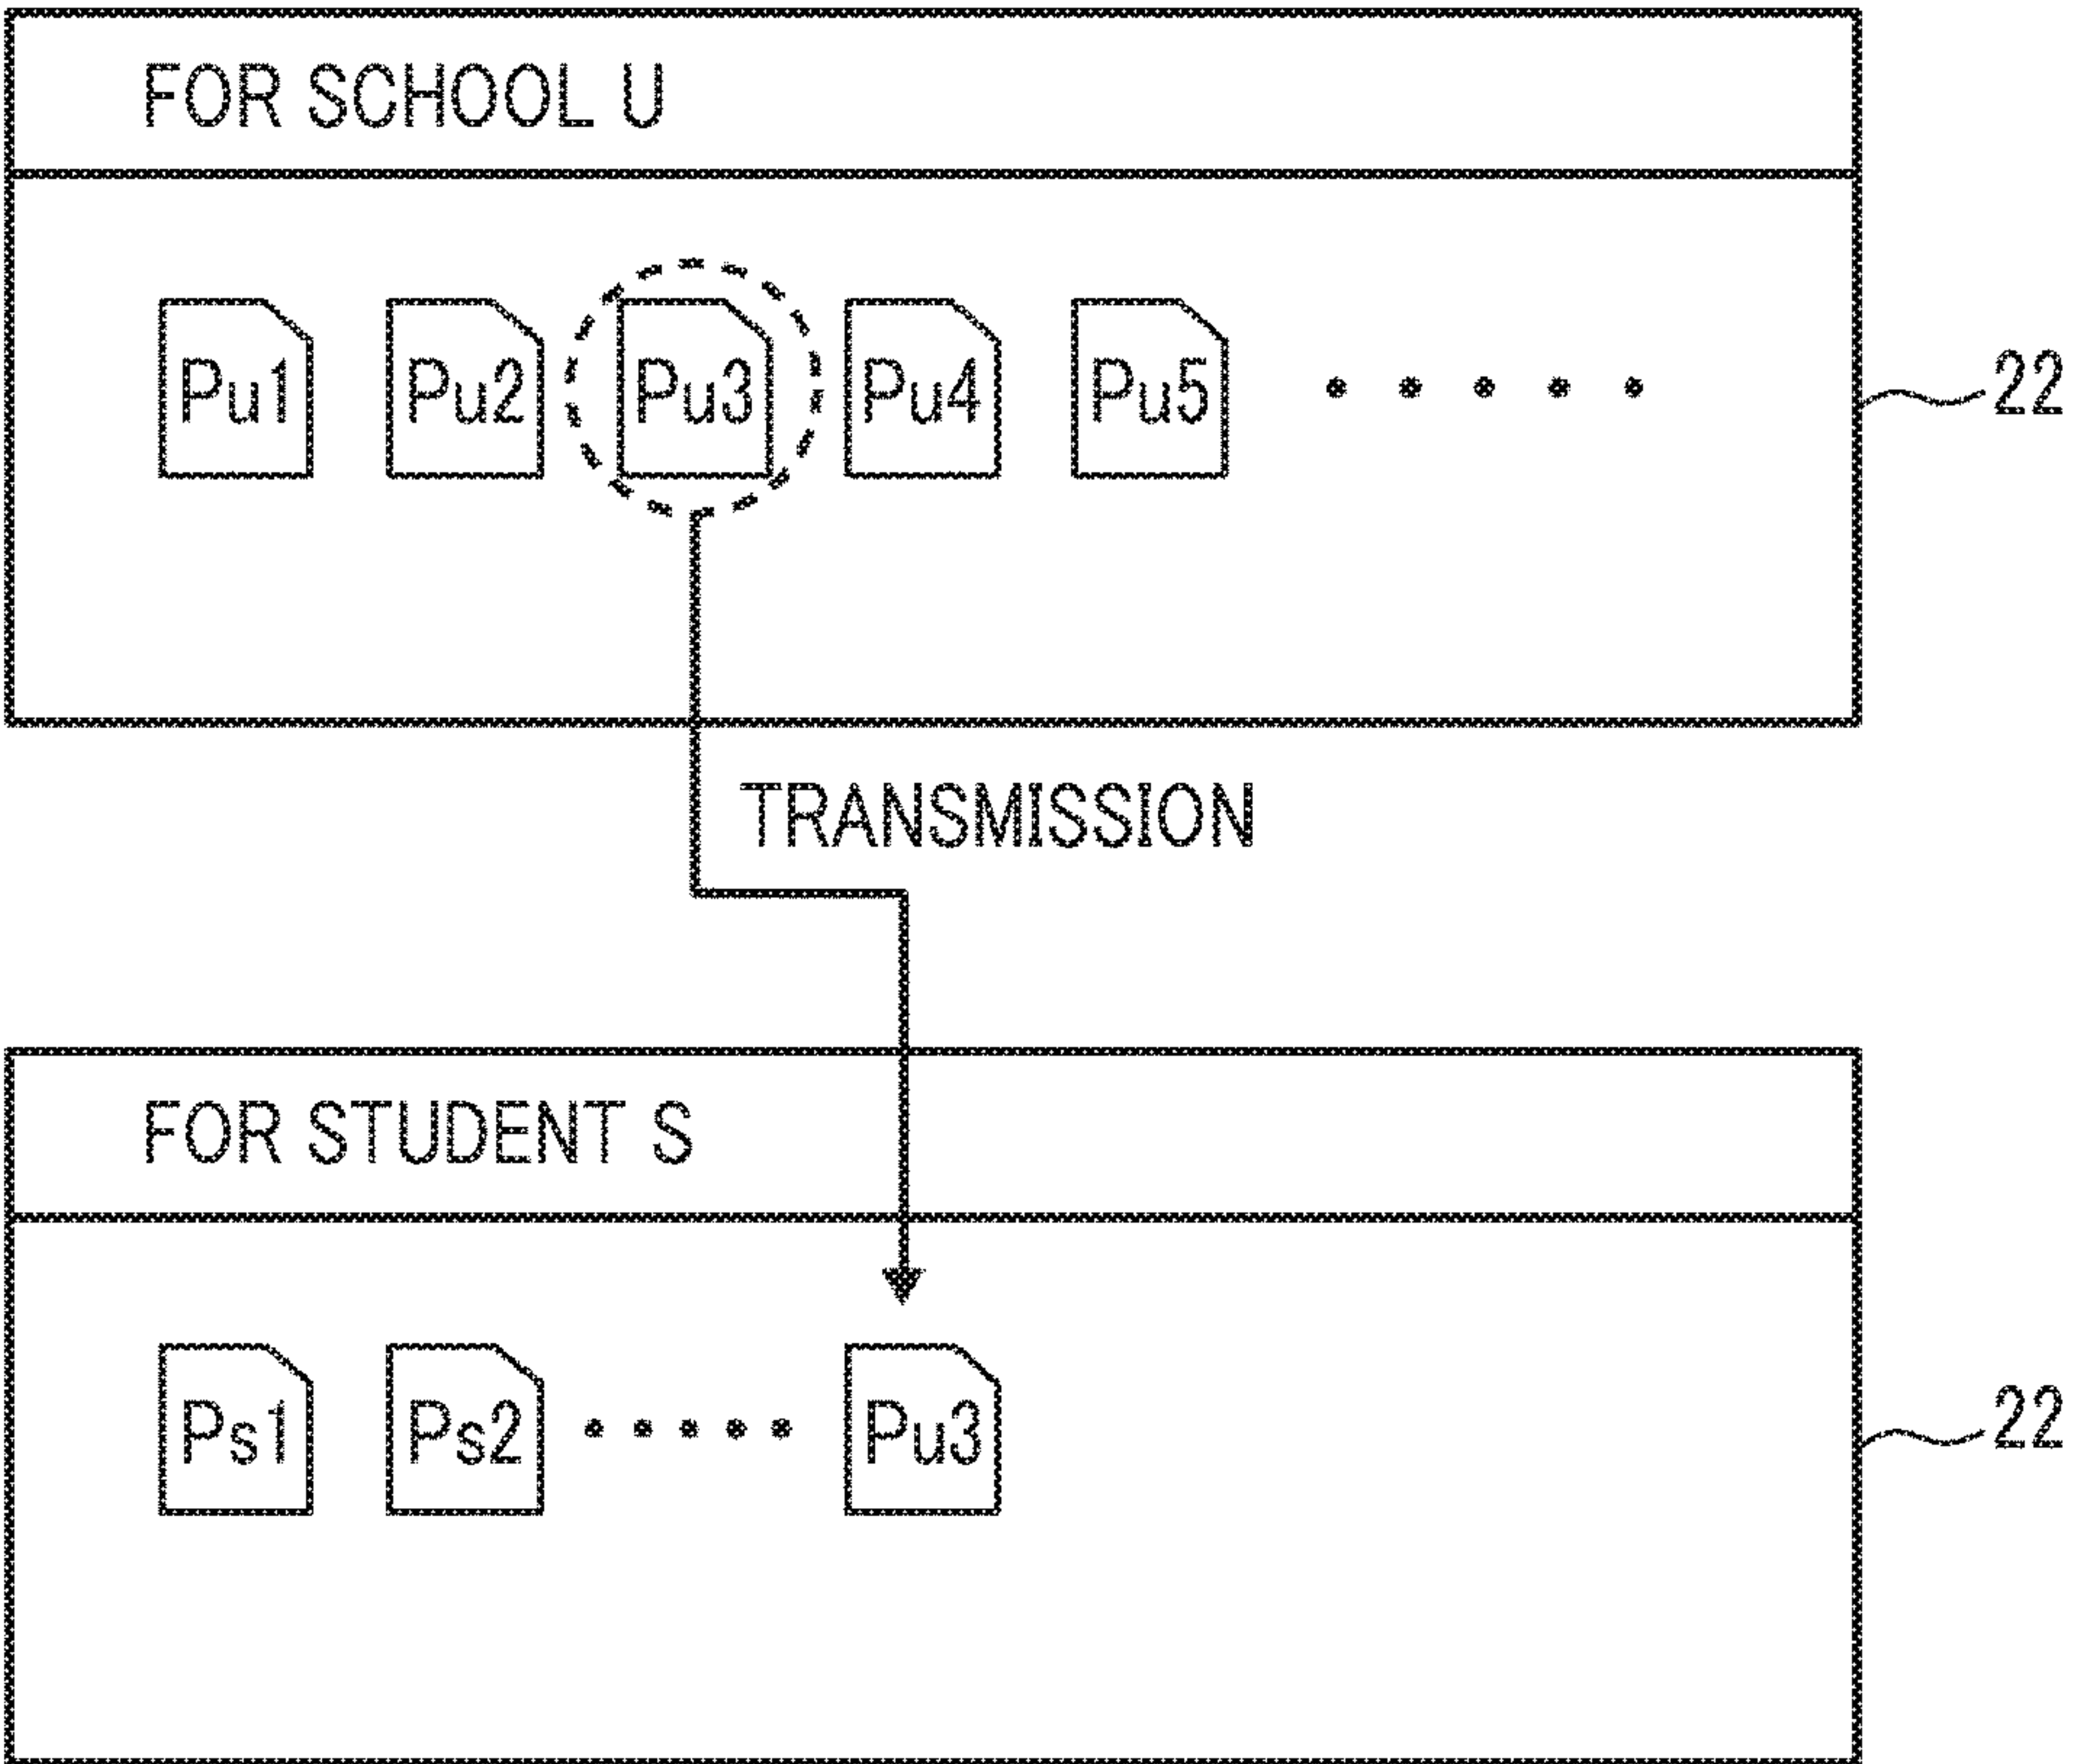 FOR SCHOOL U
Pu1 Pu2 Pu3 Pu4 Pu5 • • • • • 22
TRANSMISSION
FOR STUDENT S
Ps1 Ps2 • • • • • Pu3 22